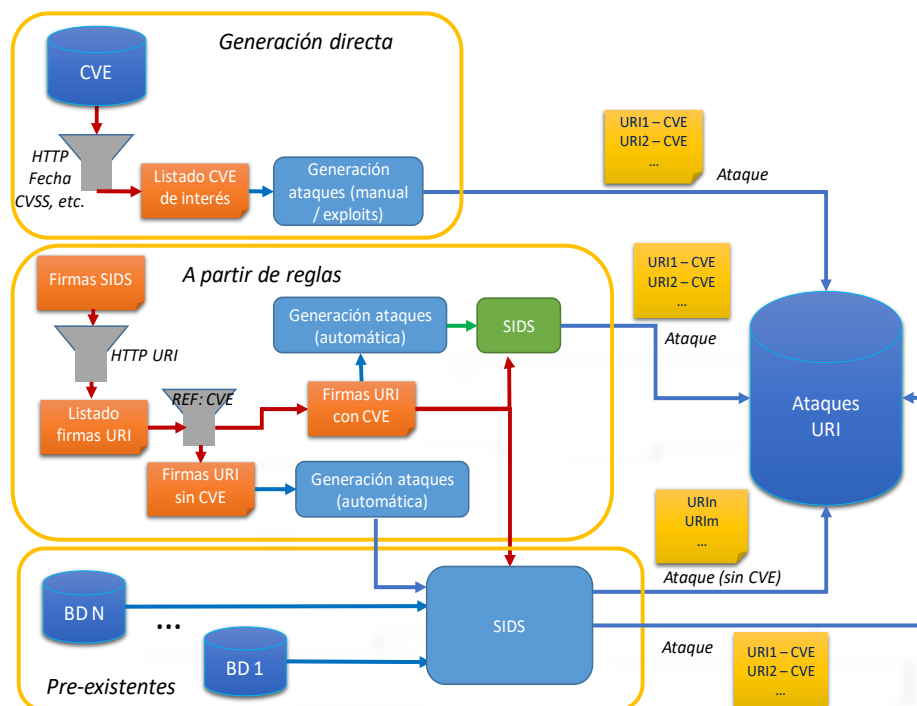 Generación directa
CVE
HTTP
Fecha
CVSS, etc.
Listado CVE
de interés
Generación
ataques (manual
/ exploits)
URI1 – CVE
URI2 – CVE
...
Ataque
A partir de reglas
Firmas SIDS
HTTP URI
Listado
firmas URI
REF: CVE
Firmas URI
con CVE
Generación ataques
(automática)
SIDS
URI1 – CVE
URI2 – CVE
...
Ataque
Firmas URI
sin CVE
Generación ataques
(automática)
Ataques
URI
URIn
URIm
...
Ataque (sin CVE)
BD N
...
BD 1
SIDS
Pre-existentes
Ataque
URI1 – CVE
URI2 – CVE
...